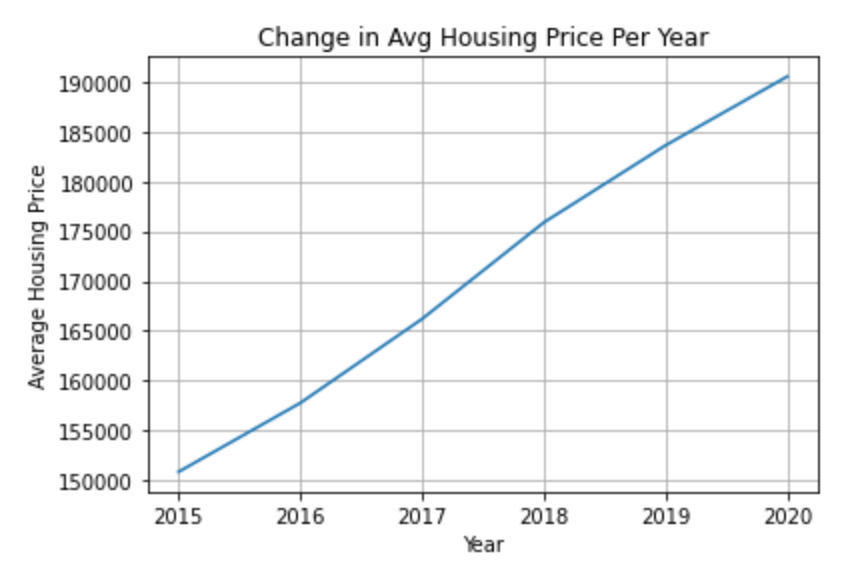 Change in Avg Housing Price Per Year
Average Housing Price
190000
185000
180000
175000
170000
165000
160000
155000
150000
2015 2016 2017 2018 2019 2020
Year